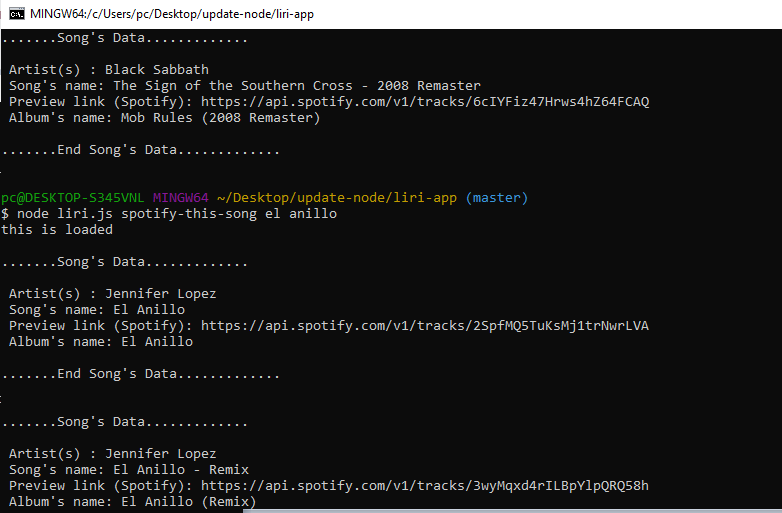 MINGW64:/c/Users/pc/Desktop/update-node/liri-app
.......Song's Data.............
Artist(s) : Black Sabbath
Song's name: The Sign of the Southern Cross - 2008 Remaster
Preview link (Spotify): https://api.spotify.com/v1/tracks/6cIYFiz47Hrws4hZ64FCAQ
Album's name: Mob Rules (2008 Remaster)
.......End Song's Data.............
pc@DESKTOP-S345VNL MINGW64 ~/Desktop/update-node/liri-app (master)
$ node liri.js spotify-this-song el anillo
this is loaded
.......Song's Data.............
Artist(s) : Jennifer Lopez
Song's name: El Anillo
Preview link (Spotify): https://api.spotify.com/v1/tracks/2SpfMQ5TuKsMj1trNwrLVA
Album's name: El Anillo
.......End Song's Data.............
.......Song's Data.............
Artist(s) : Jennifer Lopez
Song's name: El Anillo - Remix
Preview link (Spotify): https://api.spotify.com/v1/tracks/3wyMqxd4rILBpYlpQRQ58h
Album's name: El Anillo (Remix)